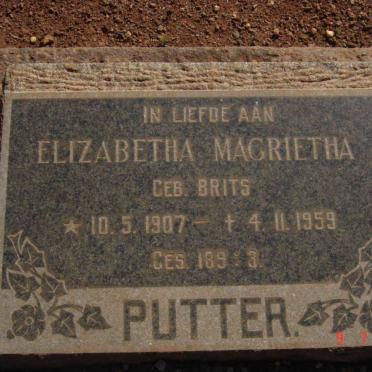 IN LIEFDE AAN
ELIZABETHA MAGRIETHA
GEB. BRITS
★ 10.5.1907 – † 4.11.1959
GES. 189:3
PUTTER.